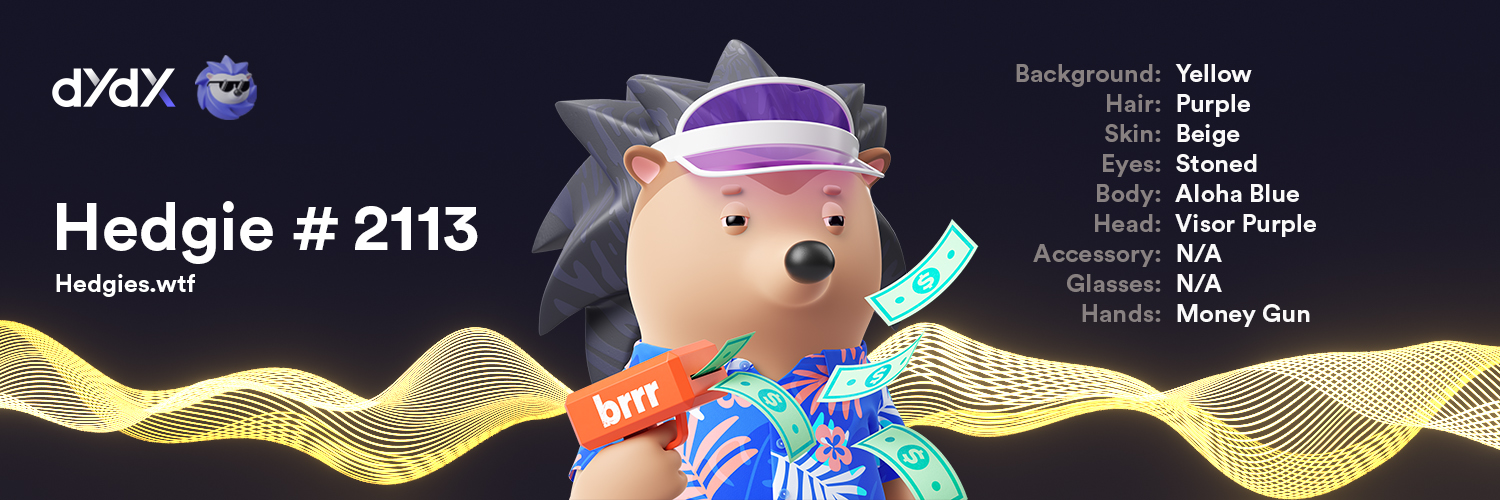 dYdX
Hedgie # 2113
Hedgies.wtf
brrr
$
$
$
$
Background: Yellow
Hair: Purple
Skin: Beige
Eyes: Stoned
Body: Aloha Blue
Head: Visor Purple
Accessory: N/A
Glasses: N/A
Hands: Money Gun